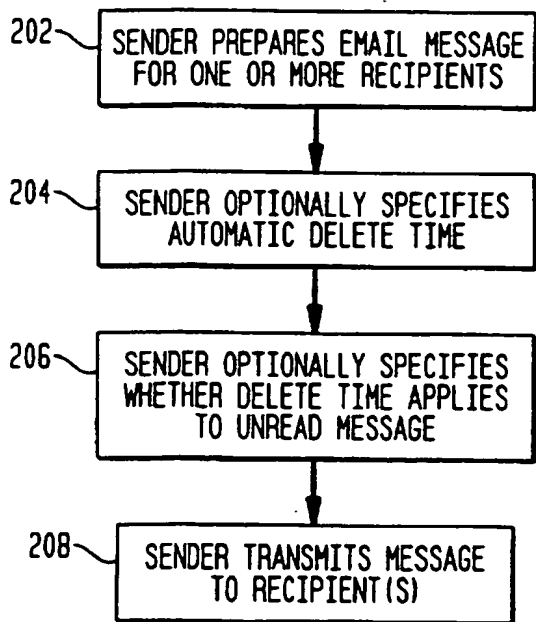 202
SENDER PREPARES EMAIL MESSAGE
FOR ONE OR MORE RECIPIENTS
204
SENDER OPTIONALLY SPECIFIES
AUTOMATIC DELETE TIME
206
SENDER OPTIONALLY SPECIFIES
WHETHER DELETE TIME APPLIES
TO UNREAD MESSAGE
208
SENDER TRANSMITS MESSAGE
TO RECIPIENT(S)